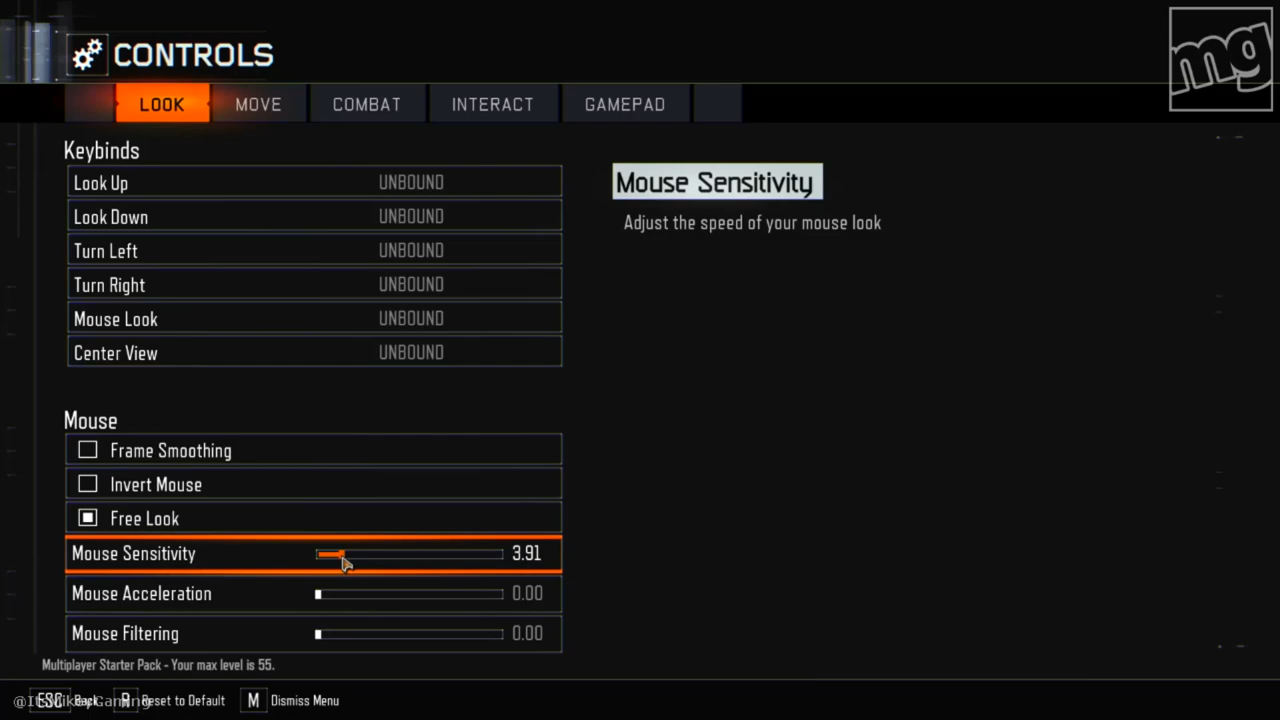 mg
CONTROLS
LOOK MOVE COMBAT INTERACT GAMEPAD
Keybinds
Look Up UNBOUND
Look Down UNBOUND
Turn Left UNBOUND
Turn Right UNBOUND
Mouse Look UNBOUND
Center View UNBOUND
Mouse
Frame Smoothing
Invert Mouse
Free Look
Mouse Sensitivity 3.91
Mouse Acceleration 0.00
Mouse Filtering 0.00
Mouse Sensitivity
Adjust the speed of your mouse look
Multiplayer Starter Pack - Your max level is 55.
ESC Back R Reset to Default M Dismiss Menu